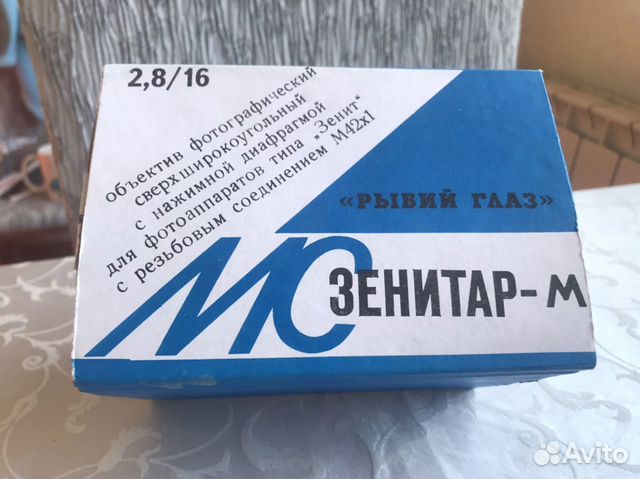 2,8/16
объектив фотографический
сверхширокоугольный
с нажимной диафрагмой
для фотоаппаратов типа „Зенит"
с резьбовым соединением М42х1
«РЫБИЙ ГЛАЗ»
МС
ЗЕНИТАР-М
Avito